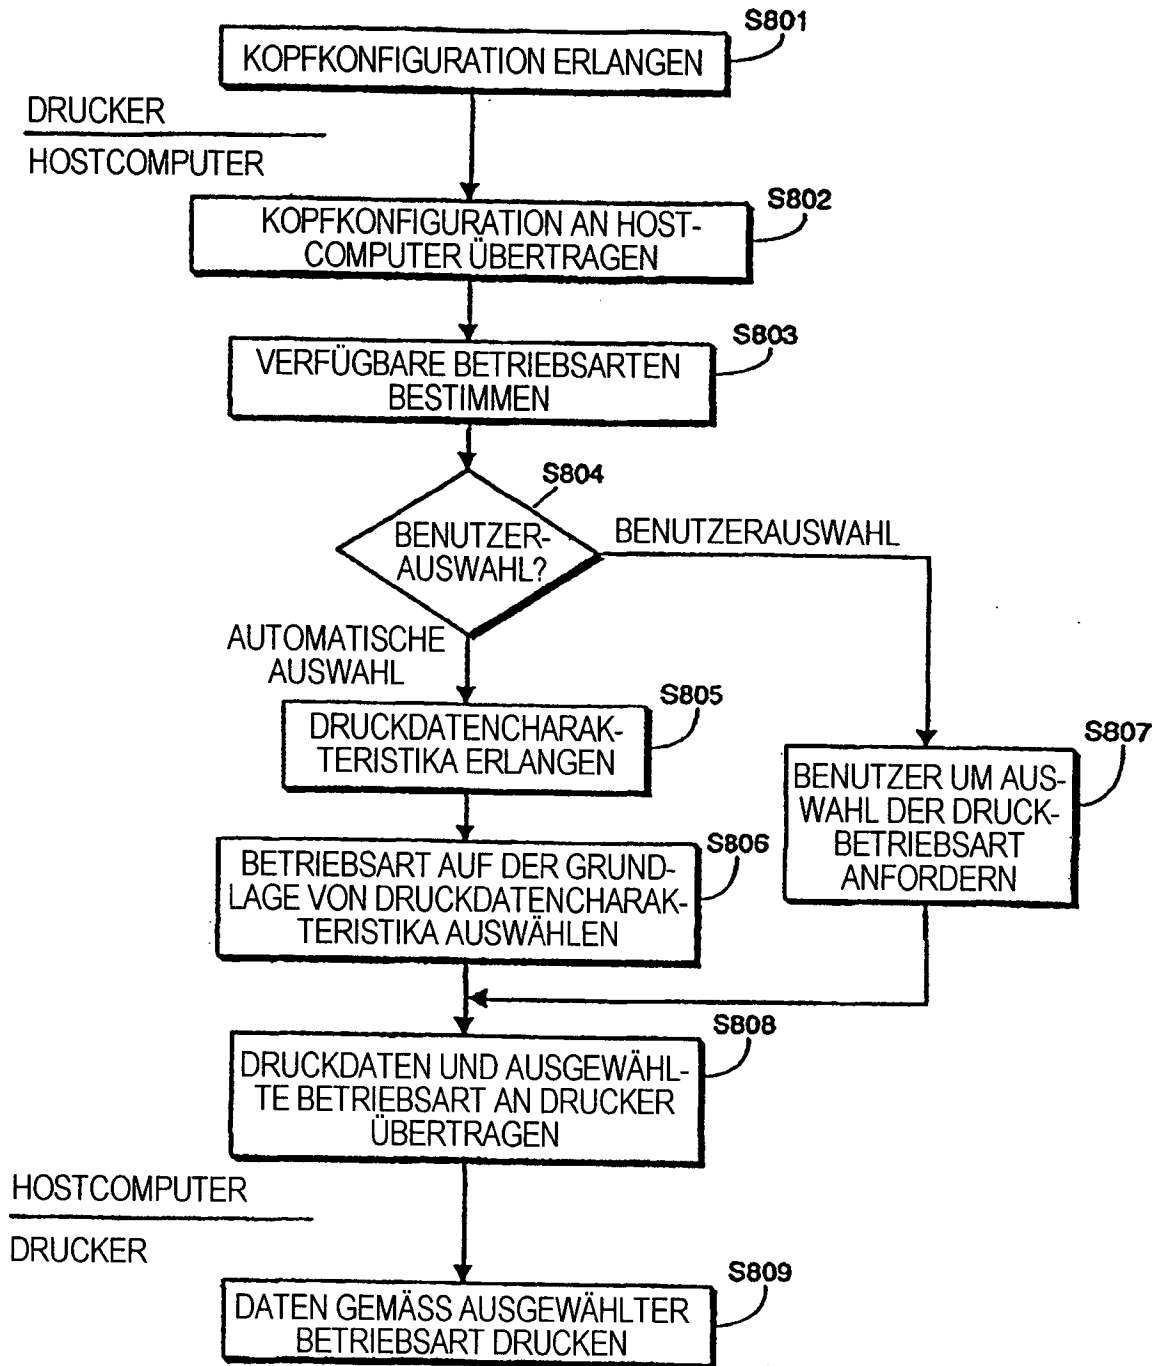 S801
KOPFKONFIGURATION ERLANGEN
DRUCKER
HOSTCOMPUTER
S802
KOPFKONFIGURATION AN HOST-
COMPUTER ÜBERTRAGEN
S803
VERFÜGBARE BETRIEBSARTEN
BESTIMMEN
S804
BENUTZER-
AUSWAHL?
BENUTZERAUSWAHL
AUTOMATISCHE
AUSWAHL
S805
DRUCKDATENCHARAK-
TERISTIKA ERLANGEN
S807
BENUTZER UM AUS-
WAHL DER DRUCK-
BETRIEBSART
ANFORDERN
S806
BETRIEBSART AUF DER GRUND-
LAGE VON DRUCKDATENCHARAK-
TERISTIKA AUSWÄHLEN
S808
DRUCKDATEN UND AUSGEWÄHL-
TE BETRIEBSART AN DRUCKER
ÜBERTRAGEN
HOSTCOMPUTER
DRUCKER
S809
DATEN GEMÄSS AUSGEWÄHLTER
BETRIEBSART DRUCKEN